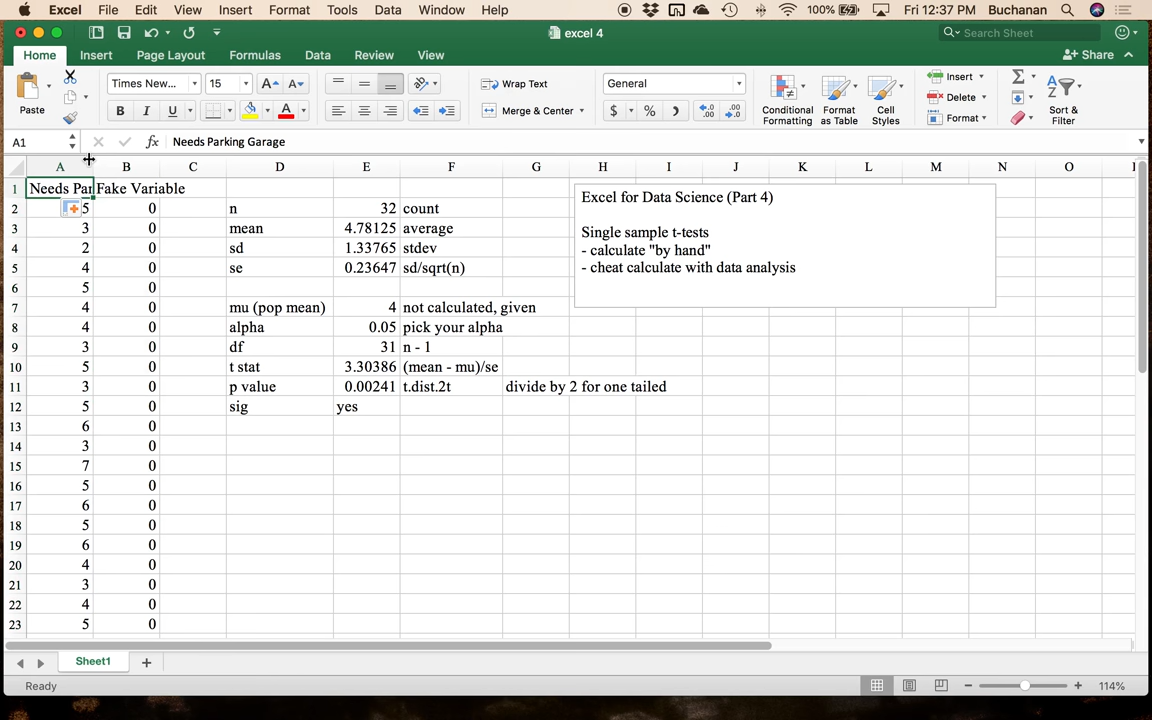 Excel File Edit View Insert Format Tools Data Window Help 100% Fri 12:37 PM Buchanan
excel 4
Search Sheet
Home Insert Page Layout Formulas Data Review View
Share
Paste
Times New... 15
B I U
Wrap Text
Merge & Center
General
$ %
Conditional Formatting
Format as Table
Cell Styles
Insert
Delete
Format
Sort & Filter
A1 fx Needs Parking Garage
A B C D E F G H I J K L M N O
1 Needs Par Fake Variable
2 5 0 n 32 count
3 3 0 mean 4.78125 average
4 2 0 sd 1.33765 stdev
5 4 0 se 0.23647 sd/sqrt(n)
6 5 0
7 4 0 mu (pop mean) 4 not calculated, given
8 4 0 alpha 0.05 pick your alpha
9 3 0 df 31 n - 1
10 5 0 t stat 3.30386 (mean - mu)/se
11 3 0 p value 0.00241 t.dist.2t divide by 2 for one tailed
12 5 0 sig yes
13 6 0
14 3 0
15 7 0
16 5 0
17 6 0
18 5 0
19 6 0
20 4 0
21 3 0
22 4 0
23 5 0
Excel for Data Science (Part 4)
Single sample t-tests
- calculate "by hand"
- cheat calculate with data analysis
Sheet1
Ready 114%